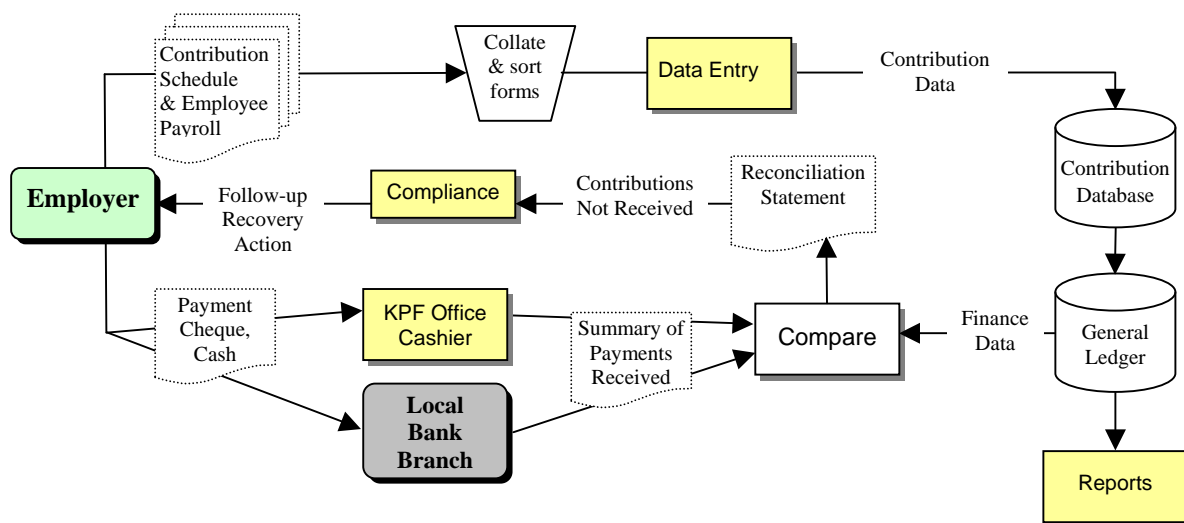 Contribution
Schedule
& Employee
Payroll
Collate
& sort
forms
Data Entry
Contribution
Data
Contribution
Database
Employer
Follow-up
Recovery
Action
Compliance
Contributions
Not Received
Reconciliation
Statement
Payment
Cheque,
Cash
KPF Office
Cashier
Local
Bank
Branch
Summary of
Payments
Received
Compare
Finance
Data
General
Ledger
Reports